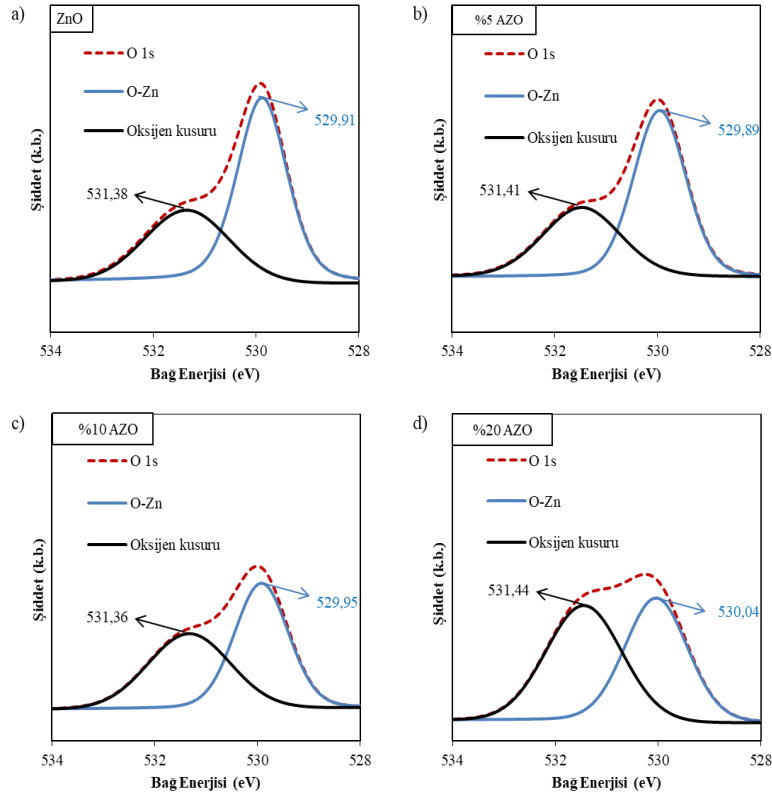 a)
ZnO
O 1s
O-Zn
Oksijen kusuru
529,91
531,38
Şiddet (k.b.)
534 532 530 528
Bağ Enerjisi (eV)
b)
%5 AZO
O 1s
O-Zn
Oksijen kusuru
529,89
531,41
Şiddet (k.b.)
534 532 530 528
Bağ Enerjisi (eV)
c)
%10 AZO
O 1s
O-Zn
Oksijen kusuru
529,95
531,36
Şiddet (k.b.)
534 532 530 528
Bağ Enerjisi (eV)
d)
%20 AZO
O 1s
O-Zn
Oksijen kusuru
531,44
530,04
Şiddet (k.b.)
534 532 530 528
Bağ Enerjisi (eV)